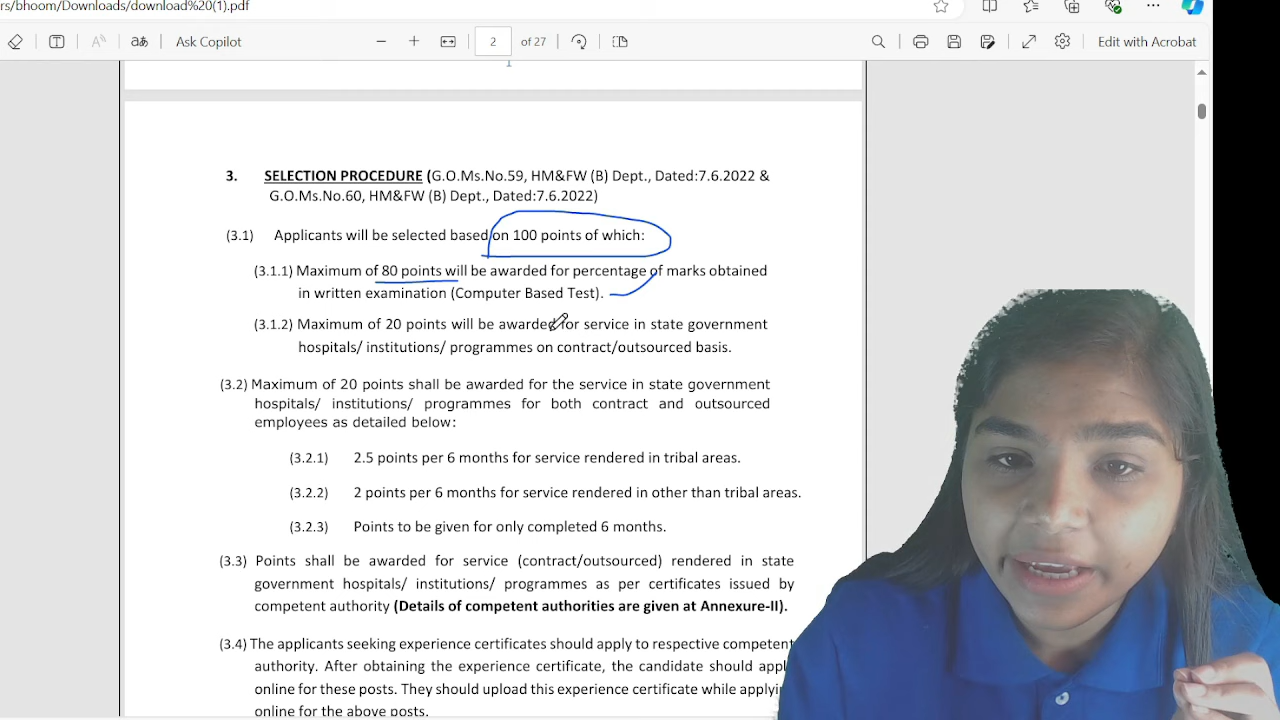 rs/bhoom/Downloads/download%20(1).pdf
Ask Copilot
2
of 27
Edit with Acrobat
3. SELECTION PROCEDURE (G.O.Ms.No.59, HM&FW (B) Dept., Dated:7.6.2022 &
G.O.Ms.No.60, HM&FW (B) Dept., Dated:7.6.2022)
(3.1) Applicants will be selected based on 100 points of which:
(3.1.1) Maximum of 80 points will be awarded for percentage of marks obtained
in written examination (Computer Based Test).
(3.1.2) Maximum of 20 points will be awarded for service in state government
hospitals/ institutions/ programmes on contract/outsourced basis.
(3.2) Maximum of 20 points shall be awarded for the service in state government
hospitals/ institutions/ programmes for both contract and outsourced
employees as detailed below:
(3.2.1) 2.5 points per 6 months for service rendered in tribal areas.
(3.2.2) 2 points per 6 months for service rendered in other than tribal areas.
(3.2.3) Points to be given for only completed 6 months.
(3.3) Points shall be awarded for service (contract/outsourced) rendered in state
government hospitals/ institutions/ programmes as per certificates issued by
competent authority (Details of competent authorities are given at Annexure-II).
(3.4) The applicants seeking experience certificates should apply to respective competent
authority. After obtaining the experience certificate, the candidate should appl
online for these posts. They should upload this experience certificate while applyin
online for the above posts.